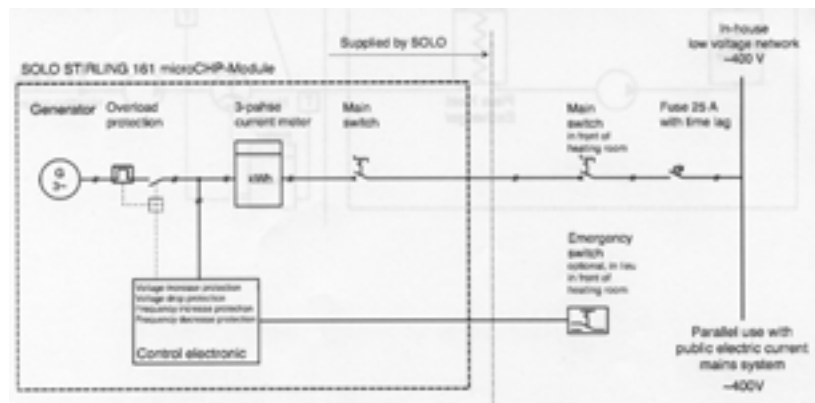 Supplied by SOLO
In-house
low voltage network
~400 V
SOLO STIRLING 161 microCHP-Module
Generator
Overload
protection
3-pahse
current meter
Main
switch
Main
switch
in front of
heating room
Fuse 25 A
with time lag
G
3~
kWh
Emergency
switch
optional, in lieu
in front of
heating room
Voltage increase protection
Voltage drop protection
Frequency increase protection
Frequency decrease protection
Control electronic
Parallel use with
public electric current
mains system
~400V